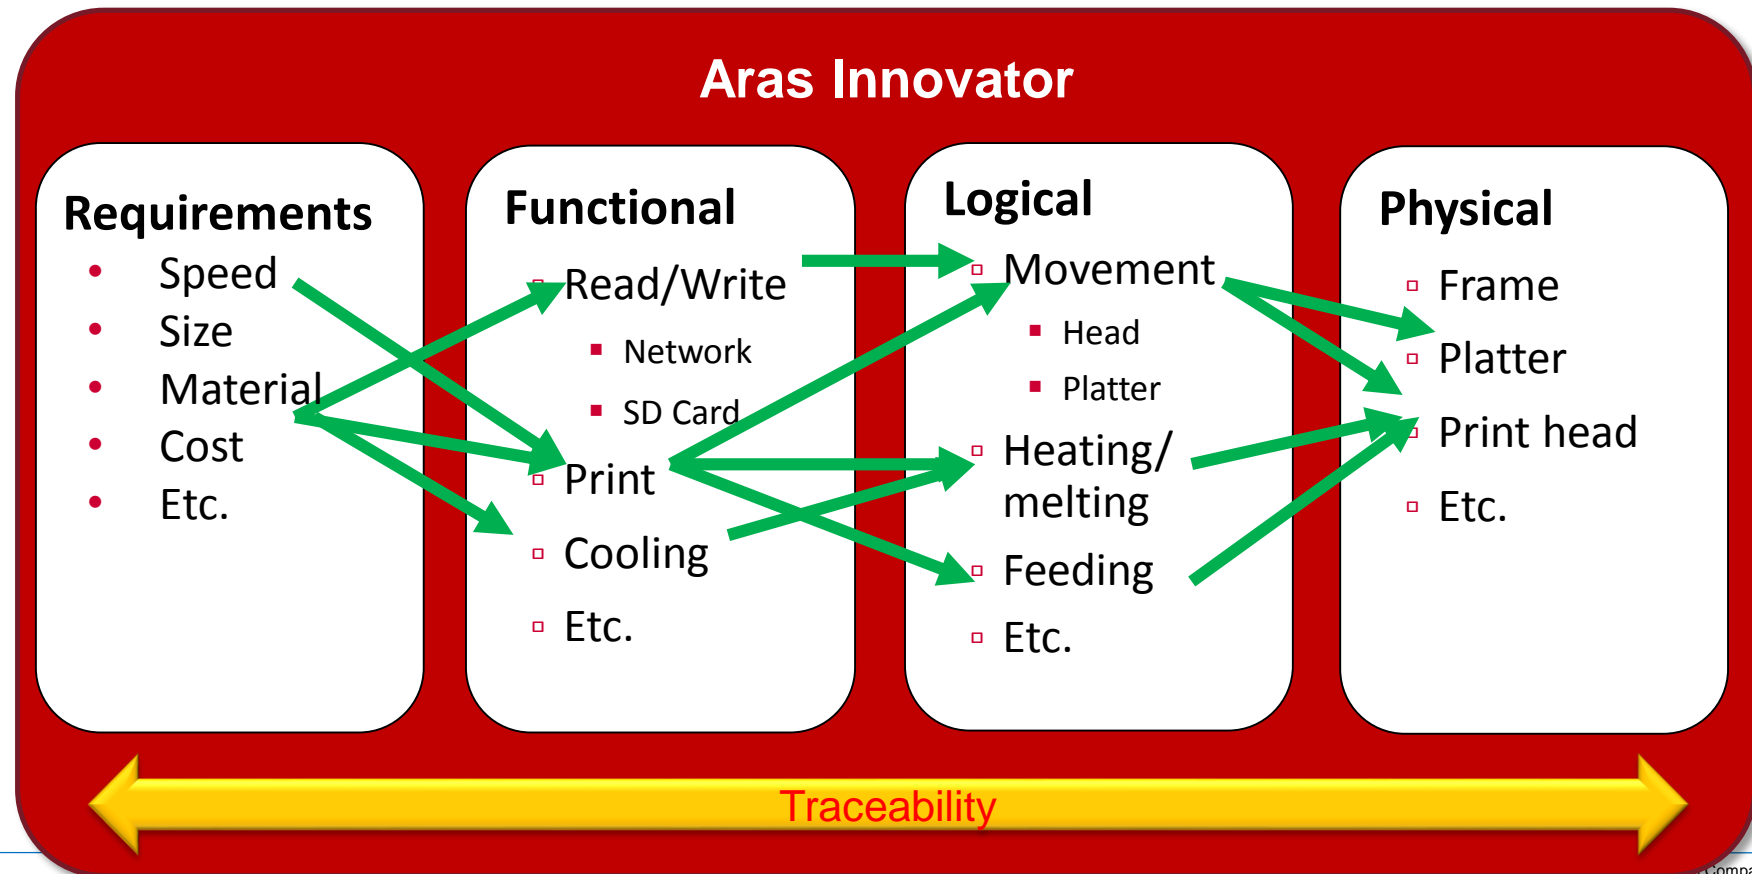 Aras Innovator
Requirements
• Speed
• Size
• Material
• Cost
• Etc.
Functional
▫ Read/Write
▪ Network
▪ SD Card
▫ Print
▫ Cooling
▫ Etc.
Logical
▫ Movement
▪ Head
▪ Platter
▫ Heating/
melting
▫ Feeding
▫ Etc.
Physical
▫ Frame
▫ Platter
▫ Print head
▫ Etc.
Traceability